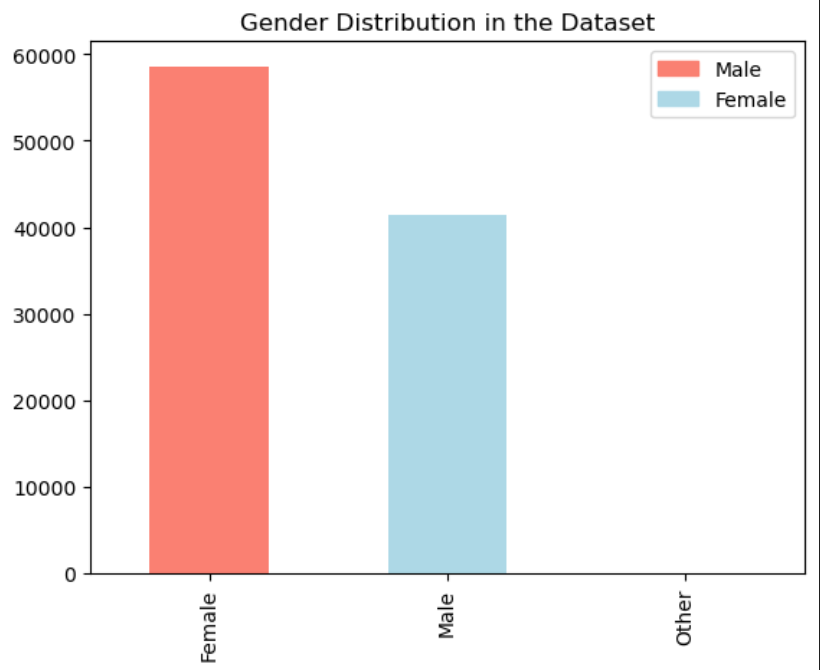 Gender Distribution in the Dataset
60000
50000
40000
30000
20000
10000
0
Male
Female
Female
Male
Other